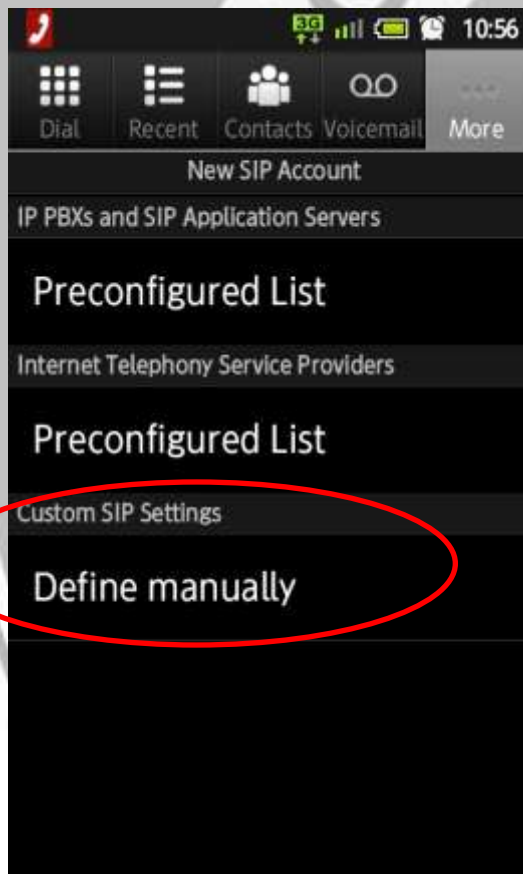 3G 10:56
Dial Recent Contacts Voicemail More
New SIP Account
IP PBXs and SIP Application Servers
Preconfigured List
Internet Telephony Service Providers
Preconfigured List
Custom SIP Settings
Define manually